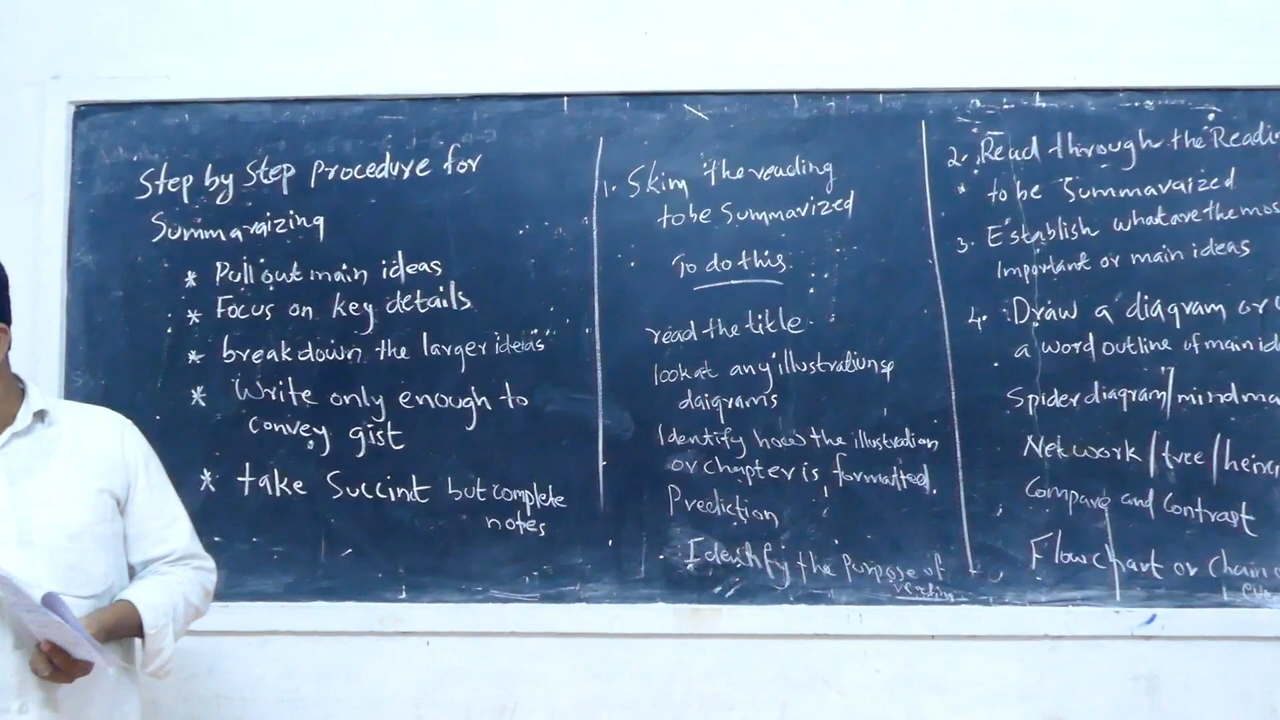 Step by Step Procedure for
Summaraizing
* Pull out main ideas
* Focus on key details
* break down the larger ideas
* Write only enough to
convey gist
* take Succinct but complete
notes
1. Skim the reading
to be Summarized
To do this
read the title
look at any illustrations
daigrams
Identify how the illustration
or chapter is formatted.
Prediction
Identify the purpose of
reading
2. Read through the Readi
to be Summaraized
3. Establish what are the mos
Important or main ideas
4. Draw a diagram or
a word outline of main id
Spider diagram/mind ma
Network/tree/heirc
Compare and Contrast
Flow chart or Chain